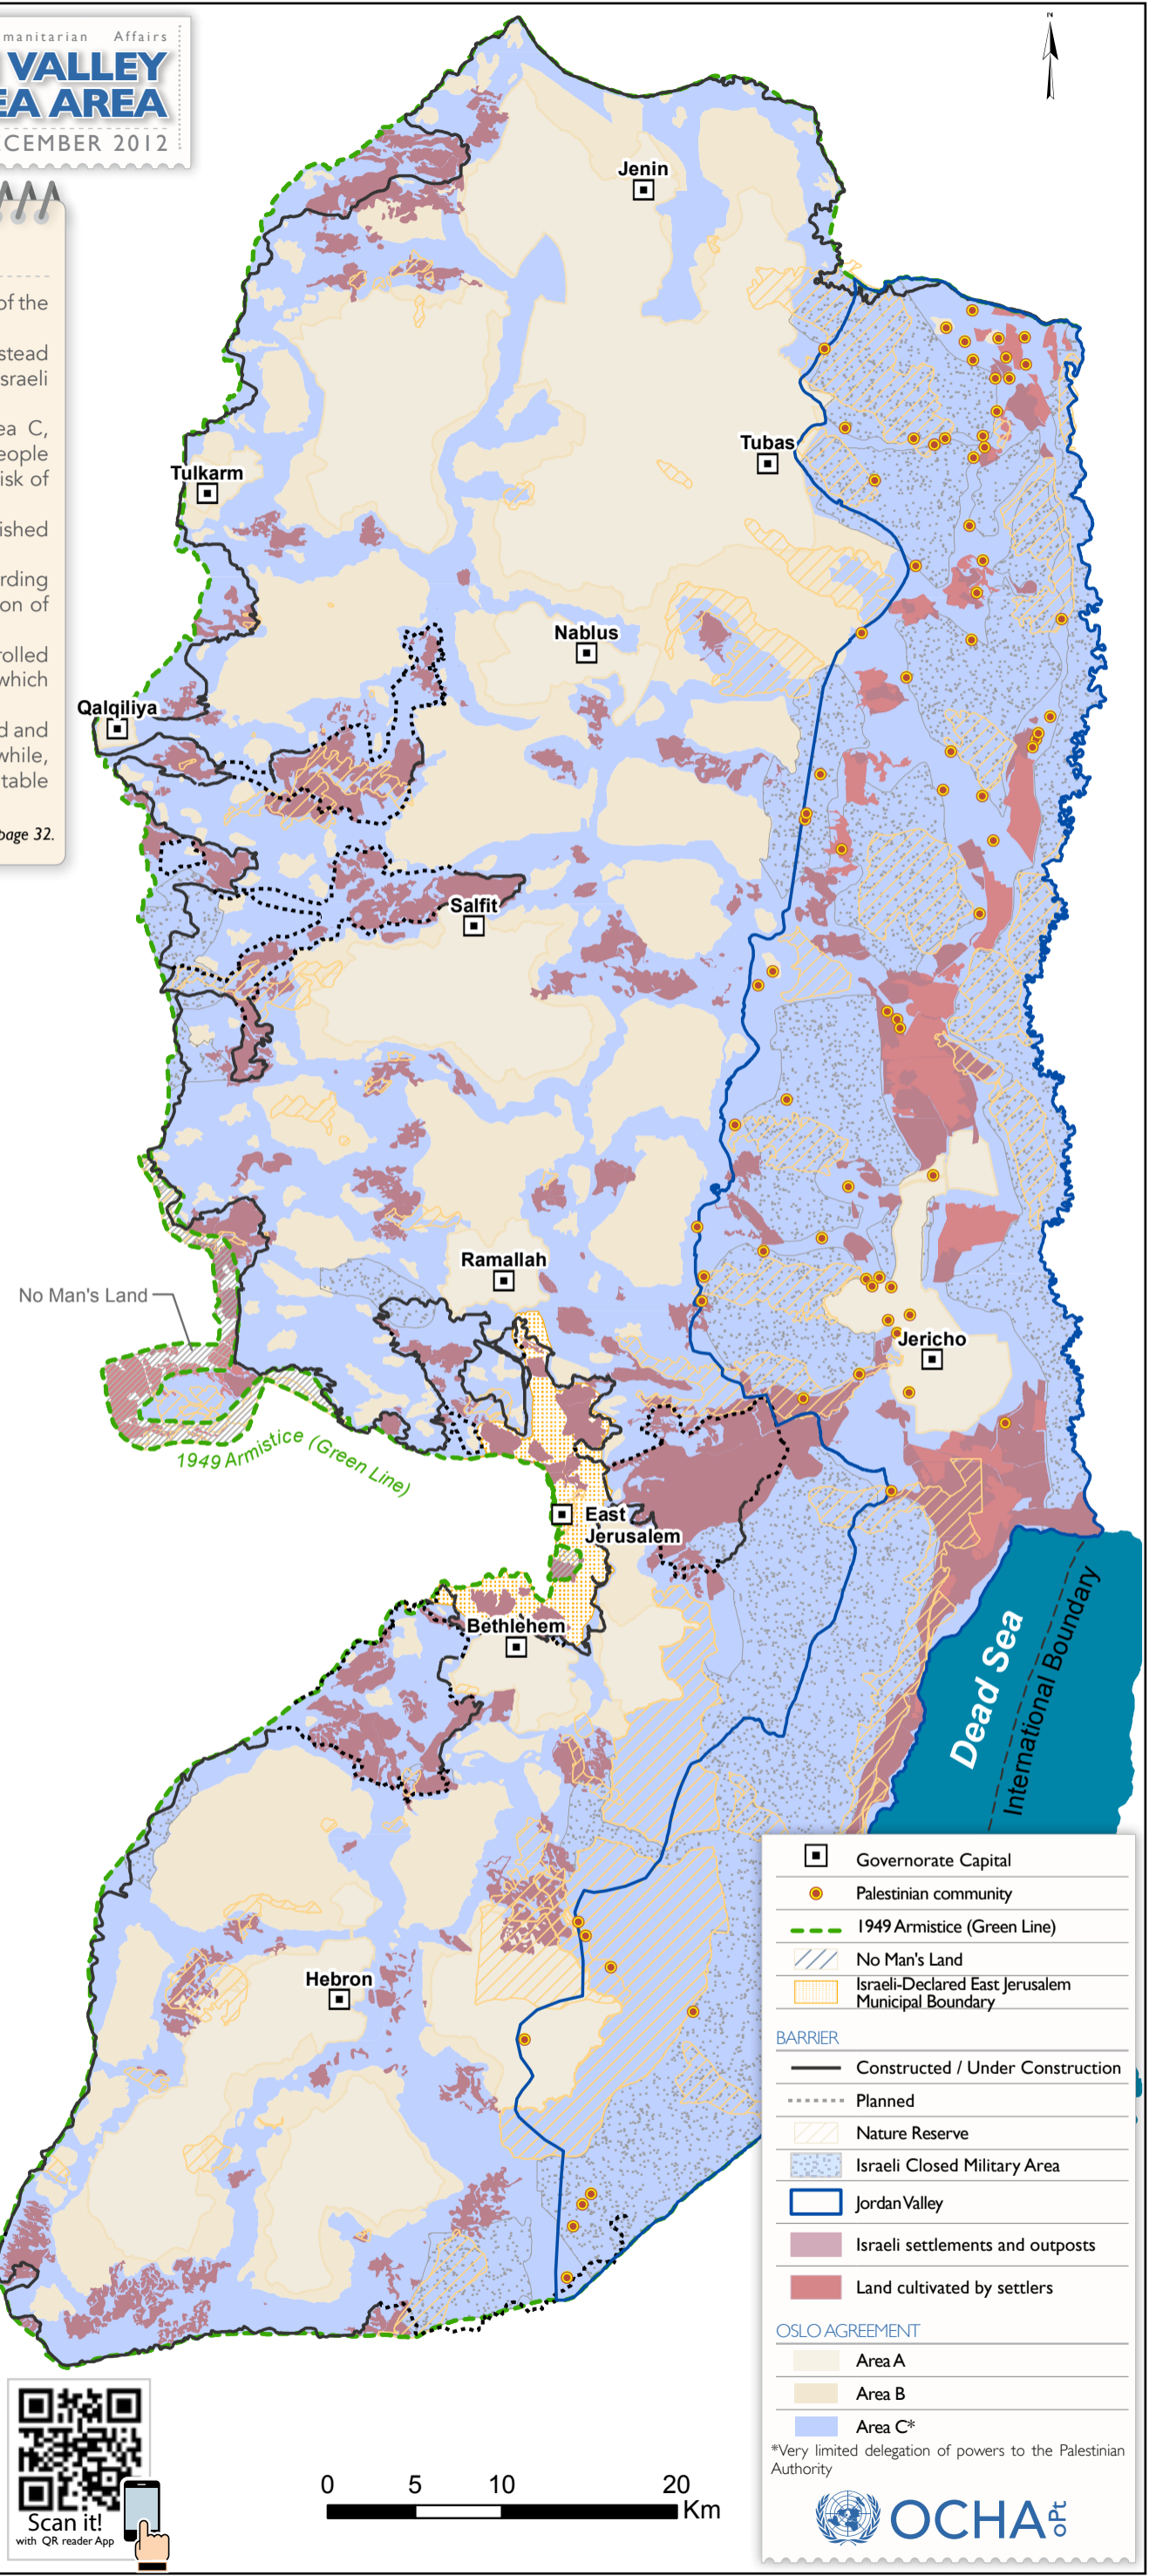 manitarian Affairs
VALLEY
EA AREA
CEMBER 2012
of the
stead
sraeli
ea C,
eople
isk of
ished
rding
on of
rolled
which
d and
while,
table
page 32.
N
Jenin
Tubas
Tulkarm
Nablus
Qalqiliya
Salfit
Ramallah
No Man's Land
Jericho
1949 Armistice (Green Line)
East
Jerusalem
Bethlehem
Dead Sea
International Boundary
Hebron
Governorate Capital
Palestinian community
1949 Armistice (Green Line)
No Man's Land
Israeli-Declared East Jerusalem
Municipal Boundary
BARRIER
Constructed / Under Construction
Planned
Nature Reserve
Israeli Closed Military Area
Jordan Valley
Israeli settlements and outposts
Land cultivated by settlers
OSLO AGREEMENT
Area A
Area B
Area C*
*Very limited delegation of powers to the Palestinian
Authority
OCHA oPt
0 5 10 20
Km
Scan it!
with QR reader App